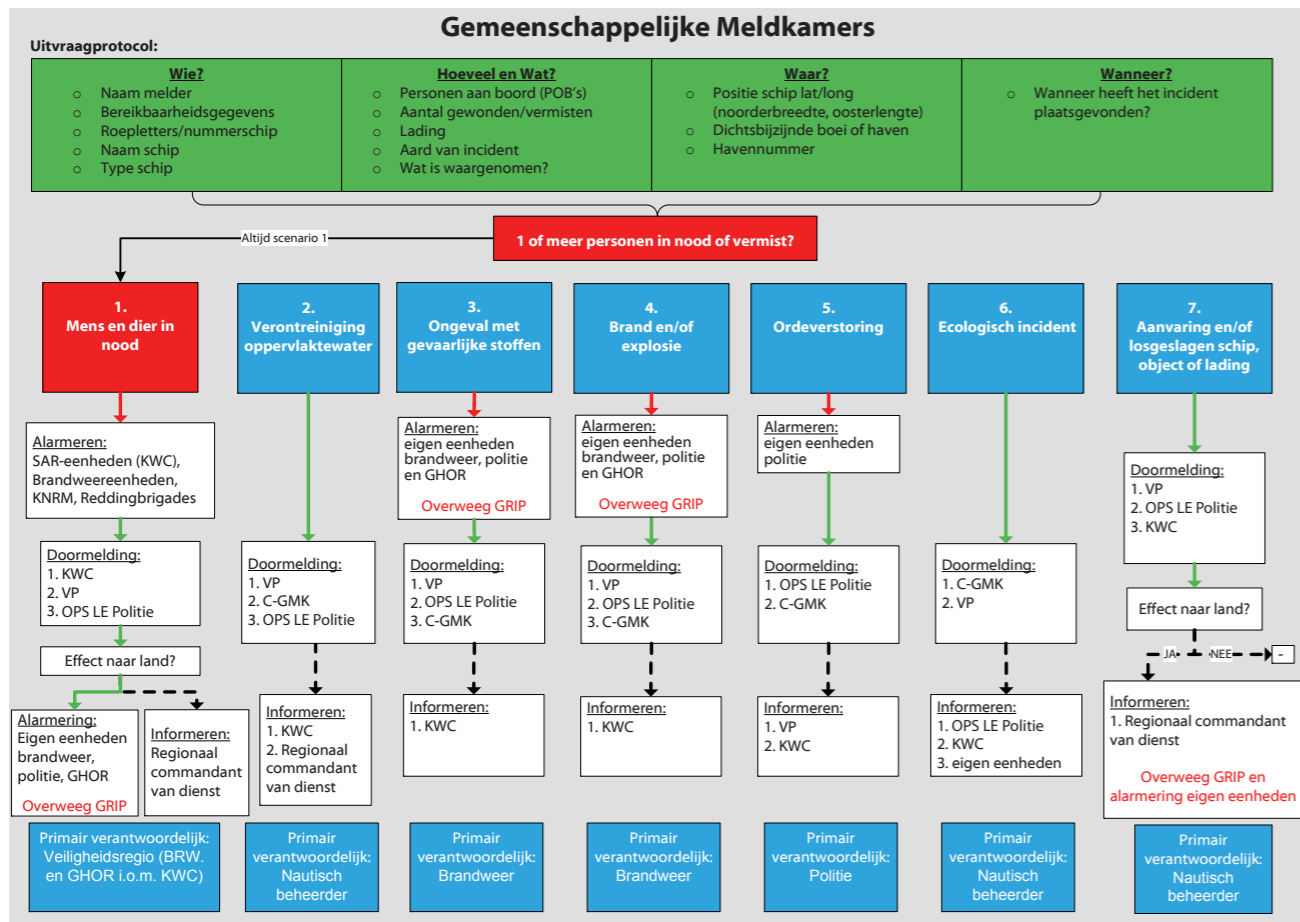 Gemeenschappelijke Meldkamers
Uitvraagprotocol:
Wie?
o Naam melder
o Bereikbaarheidsgegevens
o Roepletters/nummerschip
o Naam schip
o Type schip
Hoeveel en Wat?
o Personen aan boord (POB's)
o Aantal gewonden/vermisten
o Lading
o Aard van incident
o Wat is waargenomen?
Waar?
o Positie schip lat/long
(noorderbreedte, oosterlengte)
o Dichtsbijzijnde boei of haven
o Havennummer
Wanneer?
o Wanneer heeft het incident
plaatsgevonden?
Altijd scenario 1
1 of meer personen in nood of vermist?
1.
Mens en dier in
nood
Alarmeren:
SAR-eenheden (KWC),
Brandweereenheden,
KNRM, Reddingbrigades
Doormelding:
1. KWC
2. VP
3. OPS LE Politie
Effect naar land?
Alarmering:
Eigen eenheden
brandweer,
politie, GHOR
Overweeg GRIP
Informeren:
Regionaal
commandant
van dienst
Primair verantwoordelijk:
Veiligheidsregio (BRW.
en GHOR i.o.m. KWC)
2.
Verontreiniging
oppervlaktewater
Doormelding:
1. VP
2. C-GMK
3. OPS LE Politie
Informeren:
1. KWC
2. Regionaal
commandant
van dienst
Primair
verantwoordelijk:
Nautisch
beheerder
3.
Ongeval met
gevaarlijke stoffen
Alarmeren:
eigen eenheden
brandweer, politie
en GHOR
Overweeg GRIP
Doormelding:
1. VP
2. OPS LE Politie
3. C-GMK
Informeren:
1. KWC
Primair
verantwoordelijk:
Brandweer
4.
Brand en/of
explosie
Alarmeren:
eigen eenheden
brandweer, politie
en GHOR
Overweeg GRIP
Doormelding:
1. VP
2. OPS LE Politie
3. C-GMK
Informeren:
1. KWC
Primair
verantwoordelijk:
Brandweer
5.
Ordeverstoring
Alarmeren:
eigen eenheden
politie
Doormelding:
1. OPS LE Politie
2. C-GMK
Informeren:
1. VP
2. KWC
Primair
verantwoordelijk:
Politie
6.
Ecologisch incident
Doormelding:
1. C-GMK
2. VP
Informeren:
1. OPS LE Politie
2. KWC
3. eigen eenheden
Primair
verantwoordelijk:
Nautisch
beheerder
7.
Aanvaring en/of
losgeslagen schip,
object of lading
Doormelding:
1. VP
2. OPS LE Politie
3. KWC
Effect naar land?
JA NEE -
Informeren:
1. Regionaal commandant
van dienst
Overweeg GRIP en
alarmering eigen eenheden
Primair
verantwoordelijk:
Nautisch
beheerder